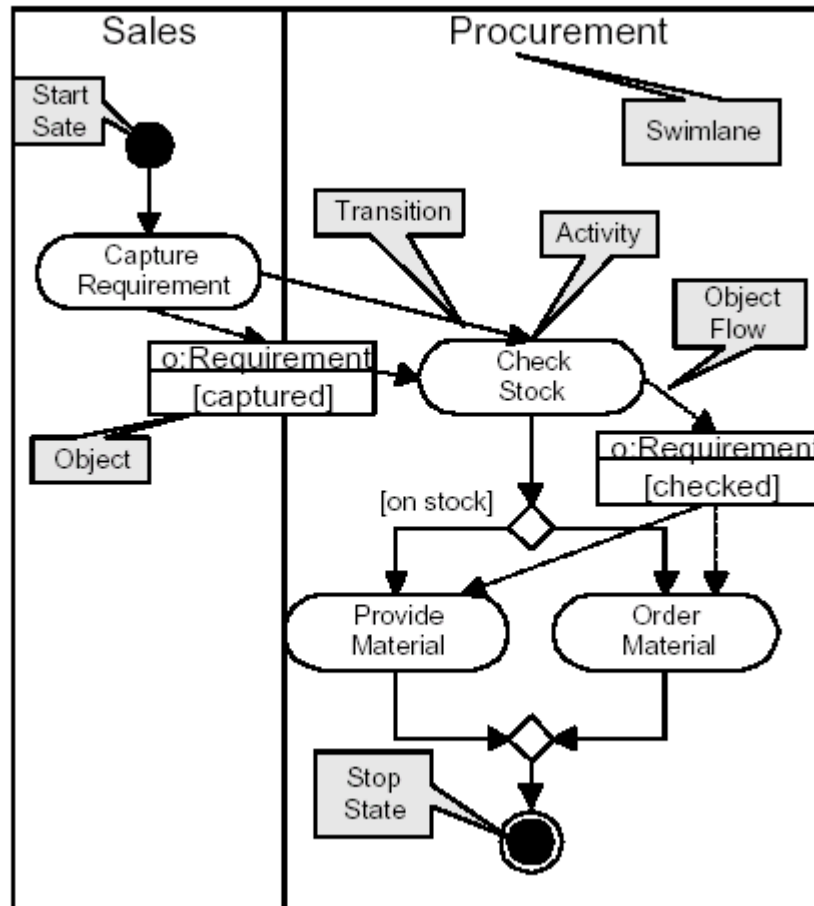 Sales
Procurement
Start
Sate
Swimlane
Transition
Activity
Capture
Requirement
Object
Flow
o:Requirement
[captured]
Check
Stock
Object
o:Requirement
[checked]
[on stock]
Provide
Material
Order
Material
Stop
State